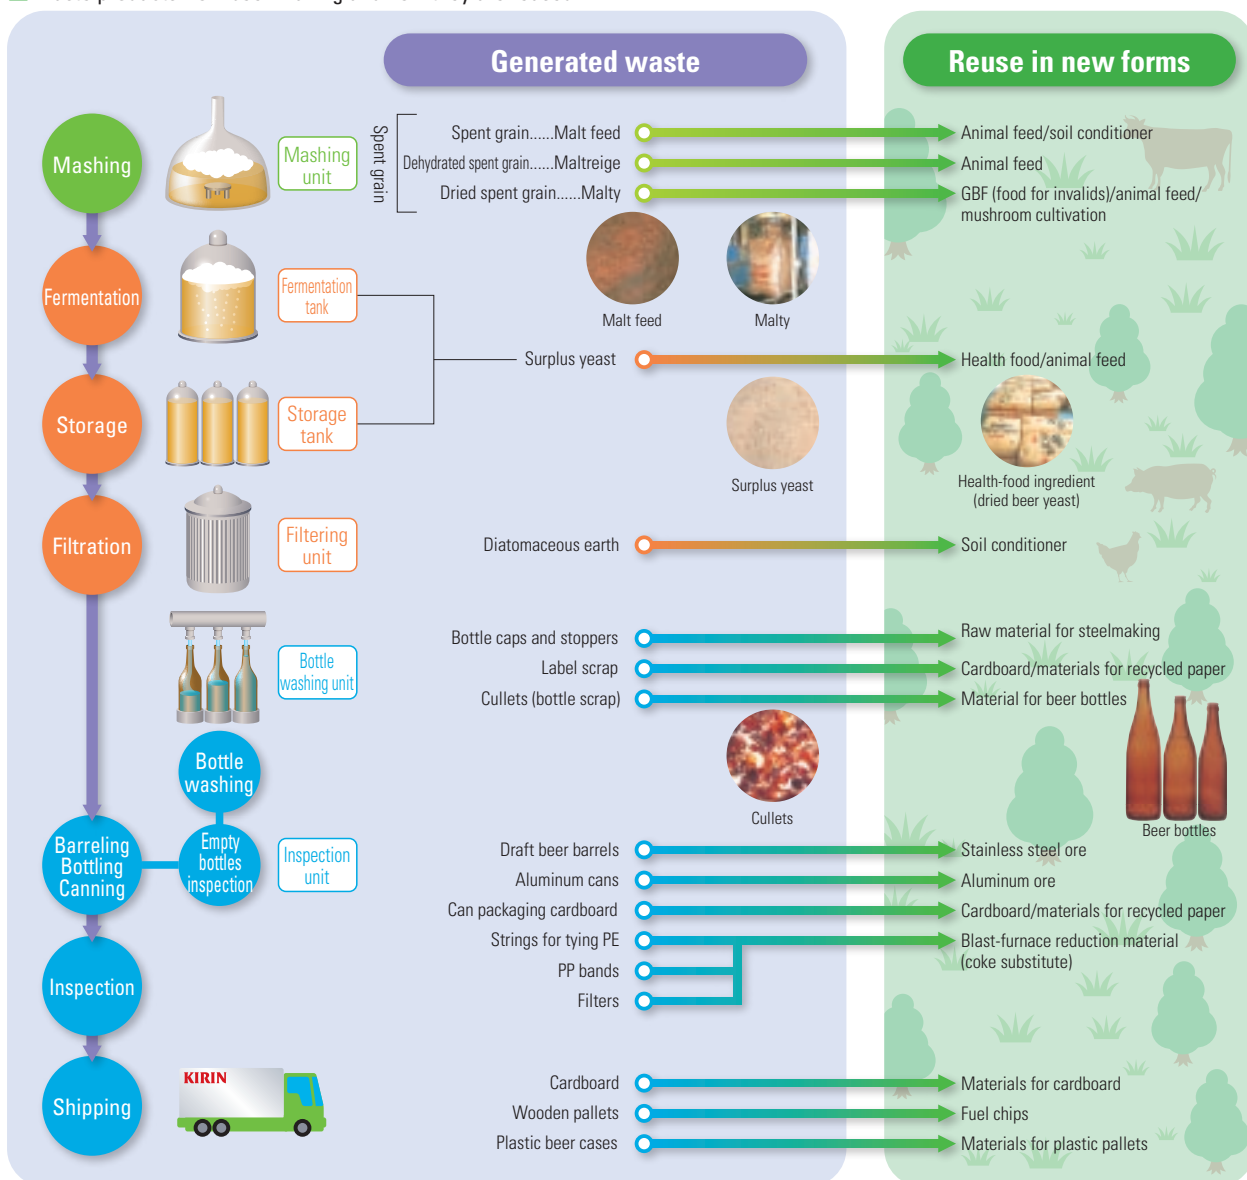 Generated waste
Reuse in new forms
Mashing
Mashing
unit
Spent grain
Spent grain......Malt feed
Animal feed/soil conditioner
Dehydrated spent grain......Maltreige
Animal feed
Dried spent grain......Malty
GBF (food for invalids)/animal feed/
mushroom cultivation
Malt feed
Malty
Fermentation
Fermentation
tank
Surplus yeast
Health food/animal feed
Storage
Storage
tank
Surplus yeast
Health-food ingredient
(dried beer yeast)
Filtration
Filtering
unit
Diatomaceous earth
Soil conditioner
Bottle
washing unit
Bottle caps and stoppers
Raw material for steelmaking
Label scrap
Cardboard/materials for recycled paper
Cullets (bottle scrap)
Material for beer bottles
Cullets
Beer bottles
Bottle
washing
Barreling
Bottling
Canning
Empty
bottles
inspection
Inspection
unit
Draft beer barrels
Stainless steel ore
Aluminum cans
Aluminum ore
Can packaging cardboard
Cardboard/materials for recycled paper
Strings for tying PE
Blast-furnace reduction material
(coke substitute)
PP bands
Filters
Inspection
Shipping
KIRIN
Cardboard
Materials for cardboard
Wooden pallets
Fuel chips
Plastic beer cases
Materials for plastic pallets